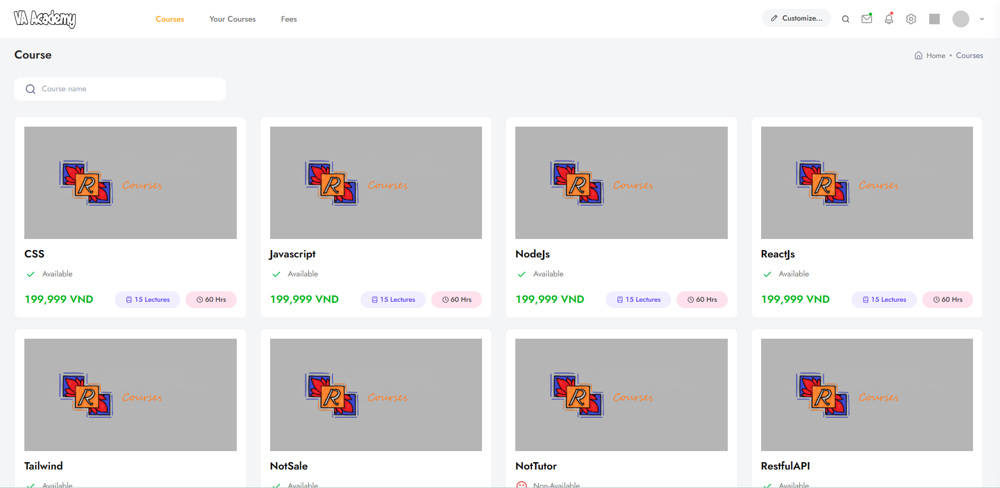 VA Academy Courses Your Courses Fees Customize...
Course
Home • Courses
Course name
R Courses R Courses R Courses R Courses
CSS Javascript NodeJs ReactJs
Available Available Available Available
199,999 VND 15 Lectures 60 Hrs 199,999 VND 15 Lectures 60 Hrs 199,999 VND 15 Lectures 60 Hrs 199,999 VND 15 Lectures 60 Hrs
R Courses R Courses R Courses R Courses
Tailwind NotSale NotTutor RestfulAPI
Available Available Non-Available Available